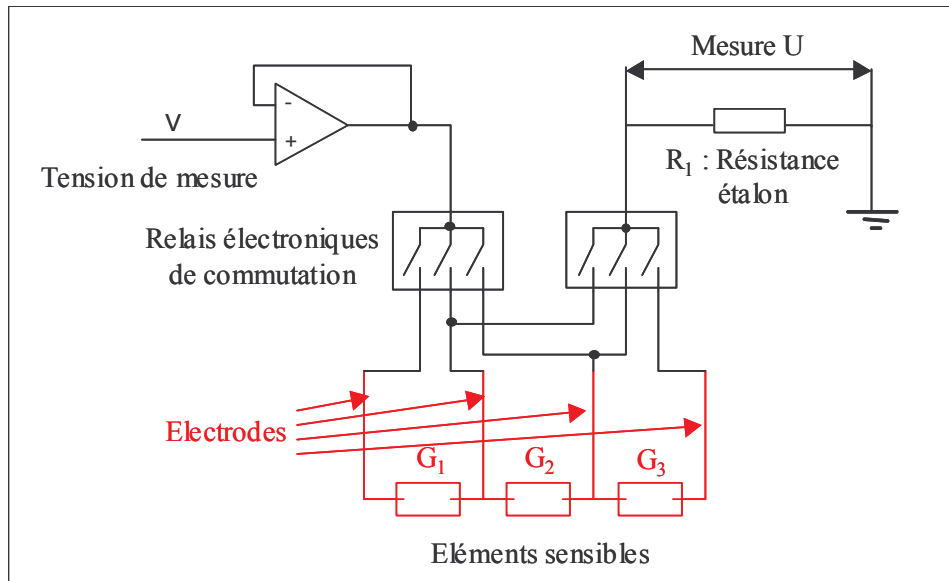 Mesure U
-
V
+
R1 : Résistance
étalon
Tension de mesure
Relais électroniques
de commutation
Electrodes
G1
G2
G3
Eléments sensibles